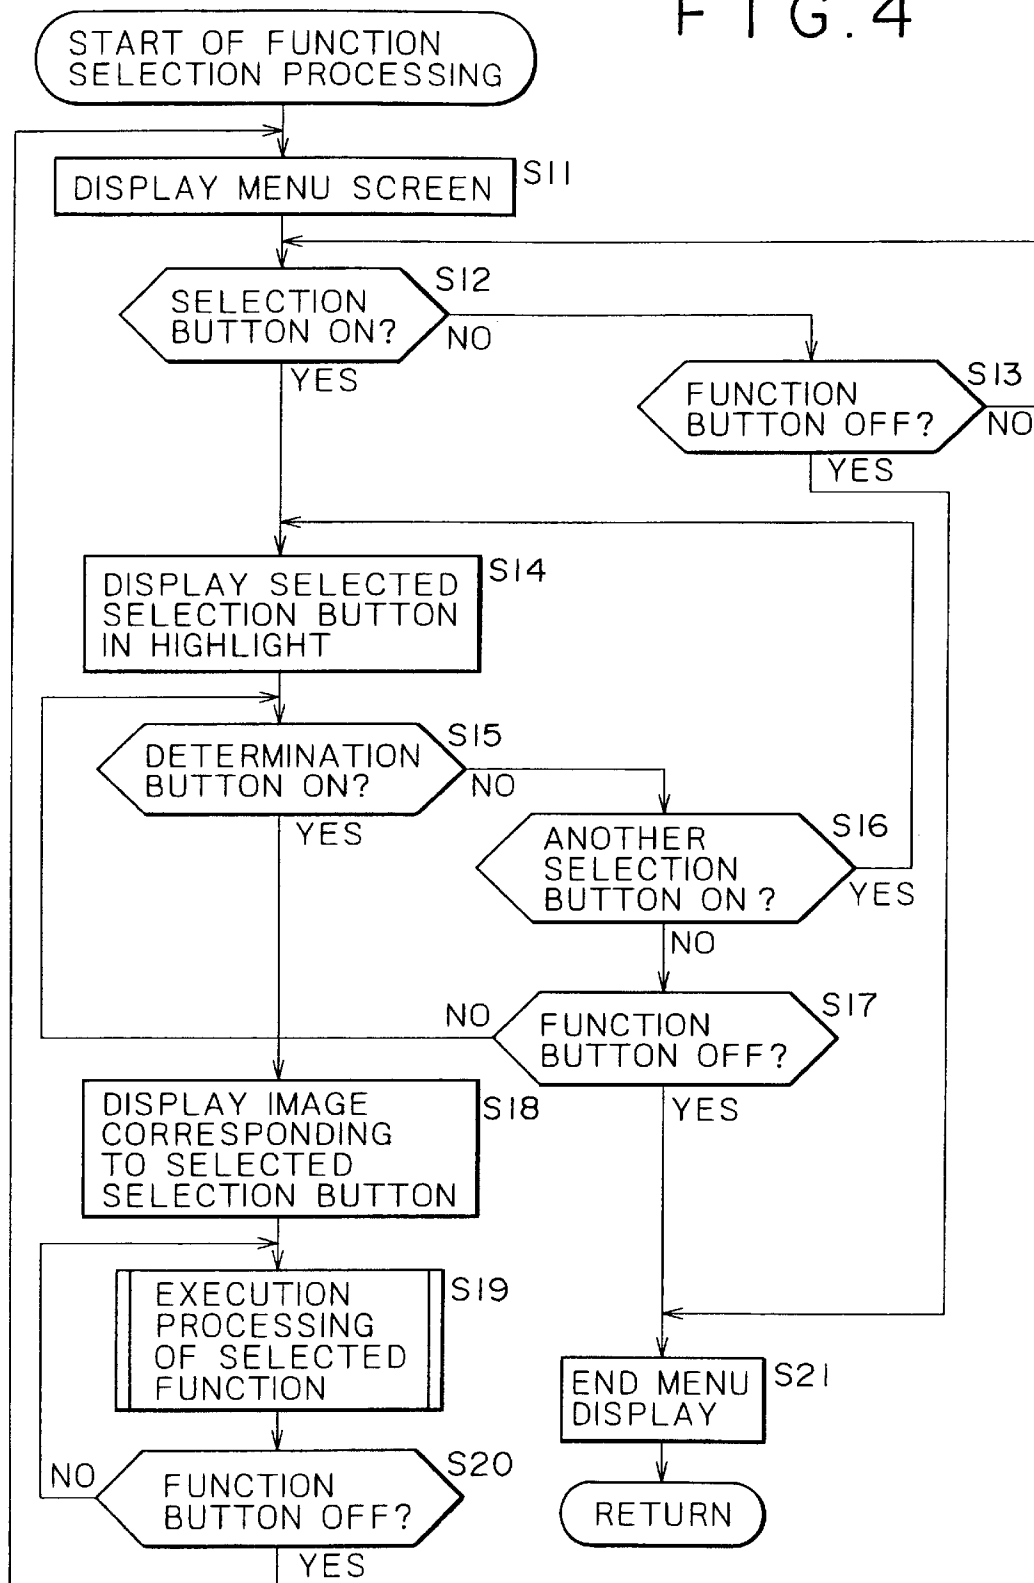 FIG.4
START OF FUNCTION
SELECTION PROCESSING
DISPLAY MENU SCREEN
S11
SELECTION
BUTTON ON?
S12
NO
YES
FUNCTION
BUTTON OFF?
S13
NO
YES
DISPLAY SELECTED
SELECTION BUTTON
IN HIGHLIGHT
S14
DETERMINATION
BUTTON ON?
S15
NO
YES
ANOTHER
SELECTION
BUTTON ON?
S16
YES
NO
FUNCTION
BUTTON OFF?
S17
NO
YES
DISPLAY IMAGE
CORRESPONDING
TO SELECTED
SELECTION BUTTON
S18
EXECUTION
PROCESSING
OF SELECTED
FUNCTION
S19
END MENU
DISPLAY
S21
FUNCTION
BUTTON OFF?
S20
NO
YES
RETURN